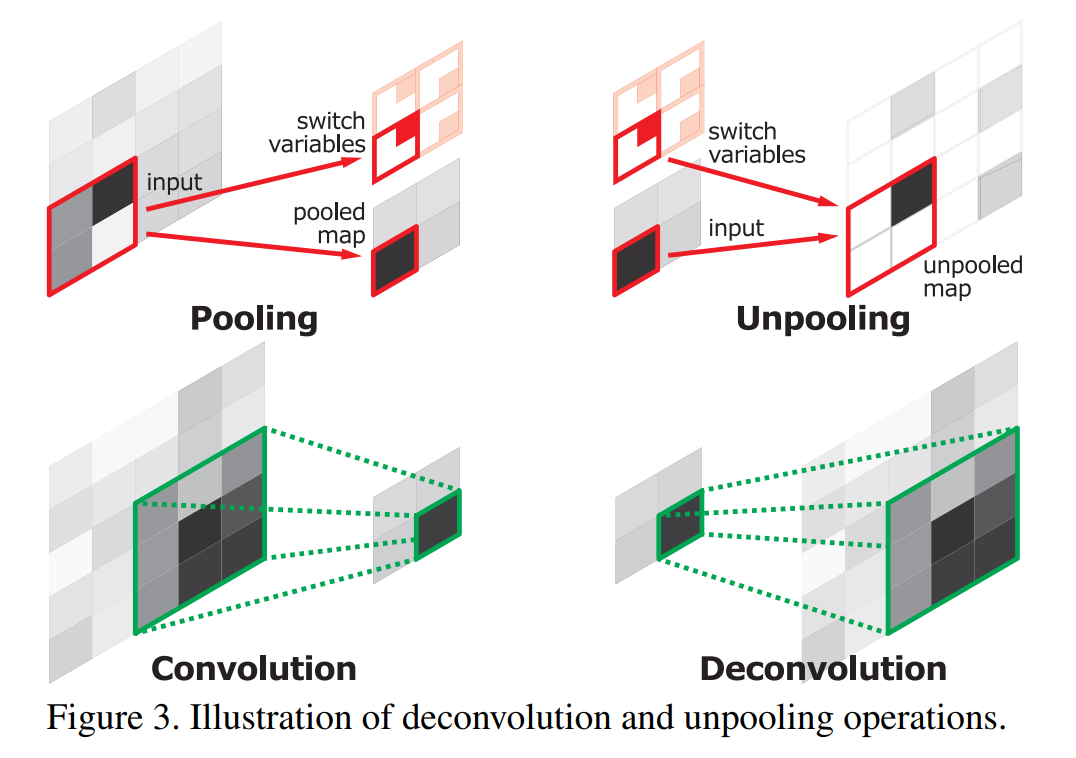 switch
variables
input
pooled
map
Pooling
switch
variables
input
unpooled
map
Unpooling
Convolution
Deconvolution
Figure 3. Illustration of deconvolution and unpooling operations.